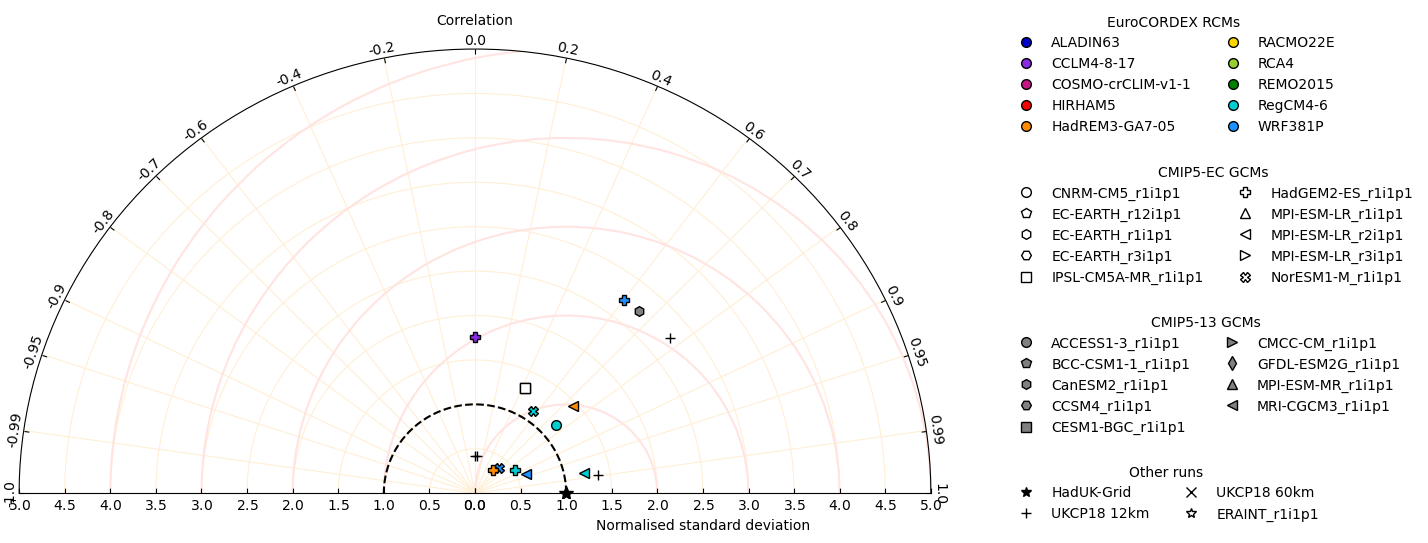 Correlation
0.0
-0.2
0.2
-0.4
0.4
-0.6
0.6
-0.7
0.7
-0.8
0.8
-0.9
0.9
-0.95
0.95
-0.99
0.99
-1.0
1.0
5.0 4.5 4.0 3.5 3.0 2.5 2.0 1.5 1.0 0.5 0.0 0.5 1.0 1.5 2.0 2.5 3.0 3.5 4.0 4.5 5.0
Normalised standard deviation
EuroCORDEX RCMs
ALADIN63
CCLM4-8-17
COSMO-crCLIM-v1-1
HIRHAM5
HadREM3-GA7-05
RACMO22E
RCA4
REMO2015
RegCM4-6
WRF381P
CMIP5-EC GCMs
CNRM-CM5_r1i1p1
EC-EARTH_r12i1p1
EC-EARTH_r1i1p1
EC-EARTH_r3i1p1
IPSL-CM5A-MR_r1i1p1
HadGEM2-ES_r1i1p1
MPI-ESM-LR_r1i1p1
MPI-ESM-LR_r2i1p1
MPI-ESM-LR_r3i1p1
NorESM1-M_r1i1p1
CMIP5-13 GCMs
ACCESS1-3_r1i1p1
BCC-CSM1-1_r1i1p1
CanESM2_r1i1p1
CCSM4_r1i1p1
CESM1-BGC_r1i1p1
CMCC-CM_r1i1p1
GFDL-ESM2G_r1i1p1
MPI-ESM-MR_r1i1p1
MRI-CGCM3_r1i1p1
Other runs
HadUK-Grid
UKCP18 12km
UKCP18 60km
ERAINT_r1i1p1